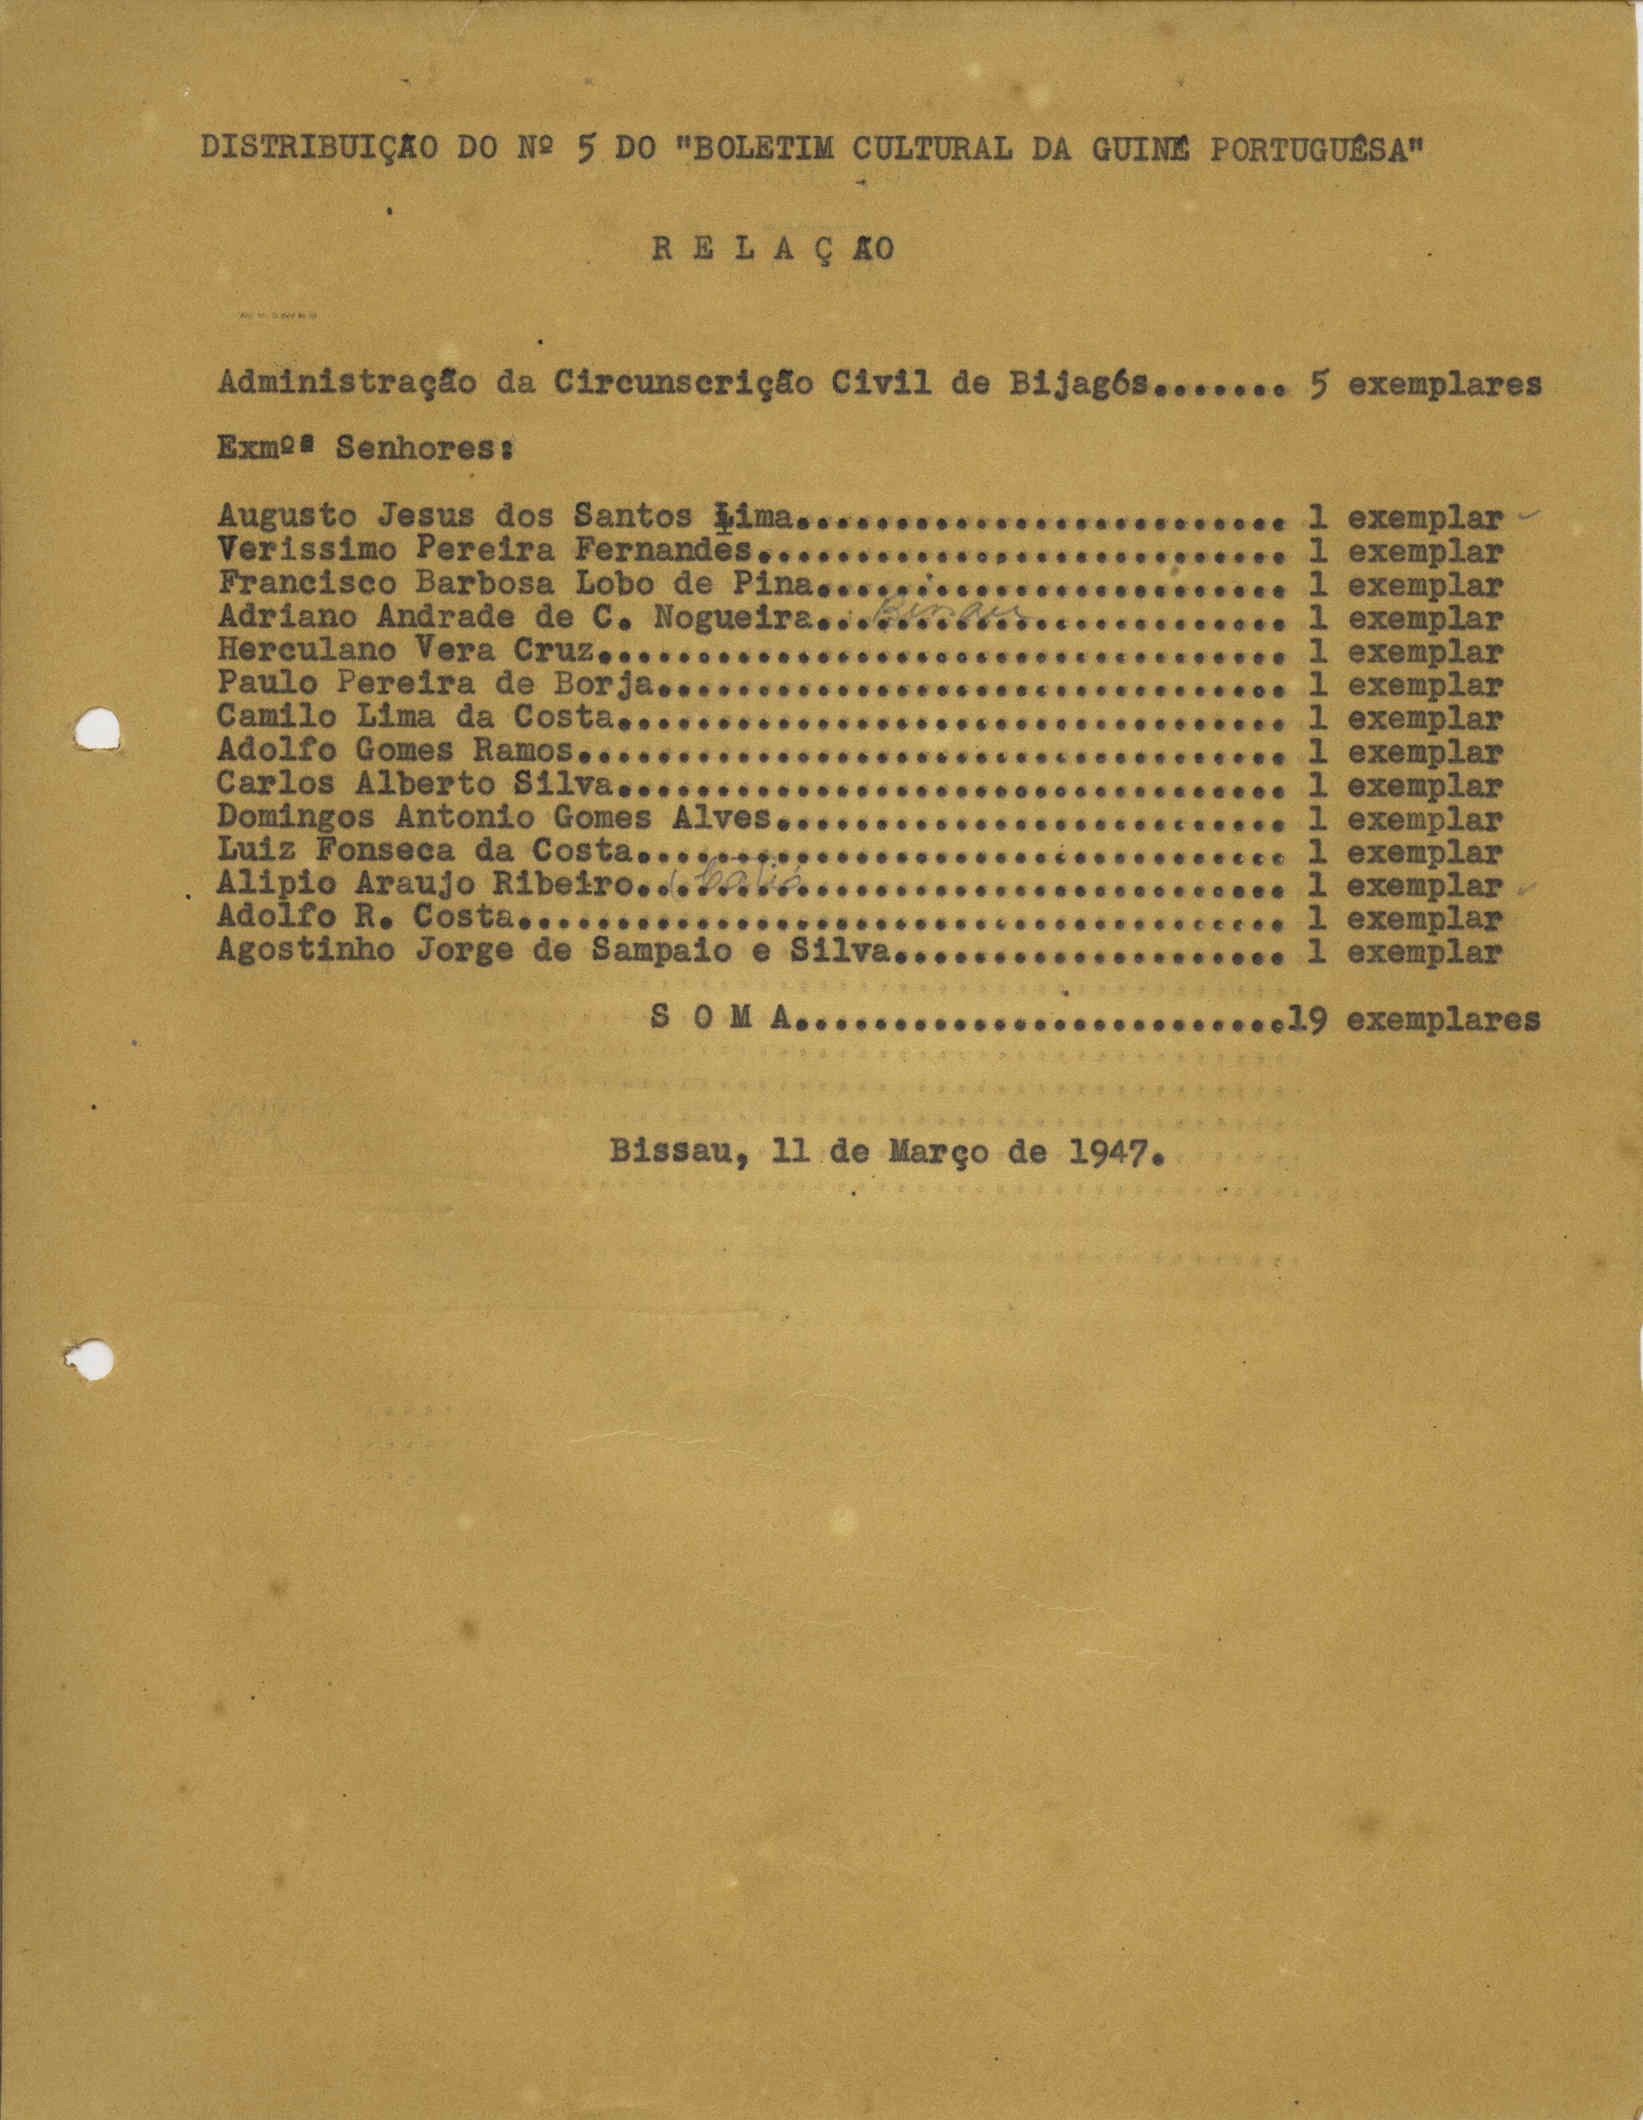 DISTRIBUIÇÃO DO Nº 5 DO "BOLETIM CULTURAL DA GUINÉ PORTUGUÊSA"
R E L A Ç ÃO
Administração da Circunscrição Civil de Bijagós....... 5 exemplares
Exmºª Senhores:
Augusto Jesus dos Santos Lima......................... 1 exemplar
Verissimo Pereira Fernandes........................... 1 exemplar
Francisco Barbosa Lobo de Pina........................ 1 exemplar
Adriano Andrade de C. Nogueira.. Bissau ............. 1 exemplar
Herculano Vera Cruz................................... 1 exemplar
Paulo Pereira de Borja................................ 1 exemplar
Camilo Lima da Costa.................................. 1 exemplar
Adolfo Gomes Ramos.................................... 1 exemplar
Carlos Alberto Silva.................................. 1 exemplar
Domingos Antonio Gomes Alves.......................... 1 exemplar
Luiz Fonseca da Costa................................. 1 exemplar
Alipio Araujo Ribeiro................................. 1 exemplar
Adolfo R. Costa....................................... 1 exemplar
Agostinho Jorge de Sampaio e Silva.................... 1 exemplar
S O M A.........................19 exemplares
Bissau, 11 de Março de 1947.